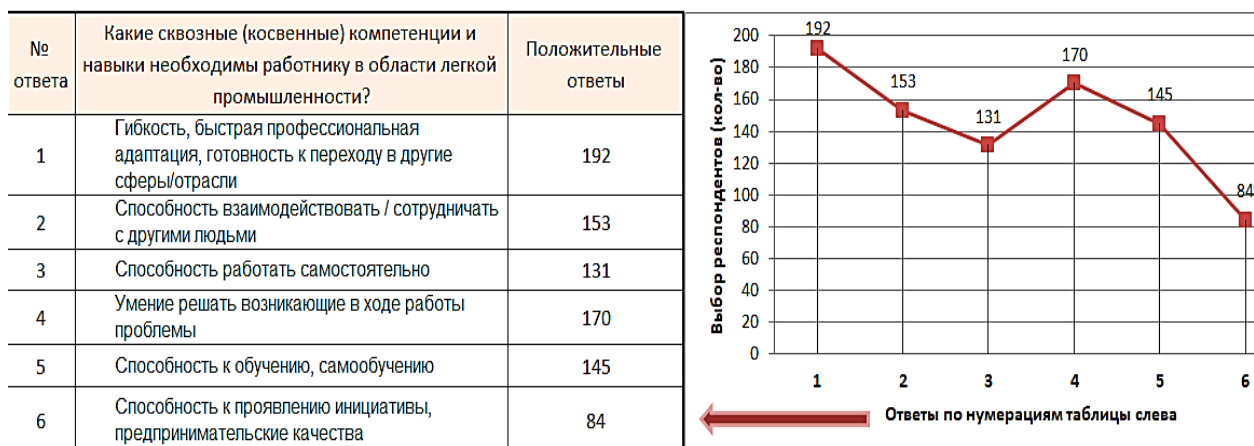 №
ответа
Какие сквозные (косвенные) компетенции и
навыки необходимы работнику в области легкой
промышленности?
Положительные
ответы
1
Гибкость, быстрая профессиональная
адаптация, готовность к переходу в другие
сферы/отрасли
192
2
Способность взаимодействовать / сотрудничать
с другими людьми
153
3
Способность работать самостоятельно
131
4
Умение решать возникающие в ходе работы
проблемы
170
5
Способность к обучению, самообучению
145
6
Способность к проявлению инициативы,
предпринимательские качества
84
Выбор респондентов (кол-во)
200
180
160
140
120
100
80
60
40
20
0
192
153
131
170
145
84
1 2 3 4 5 6
Ответы по нумерациям таблицы слева